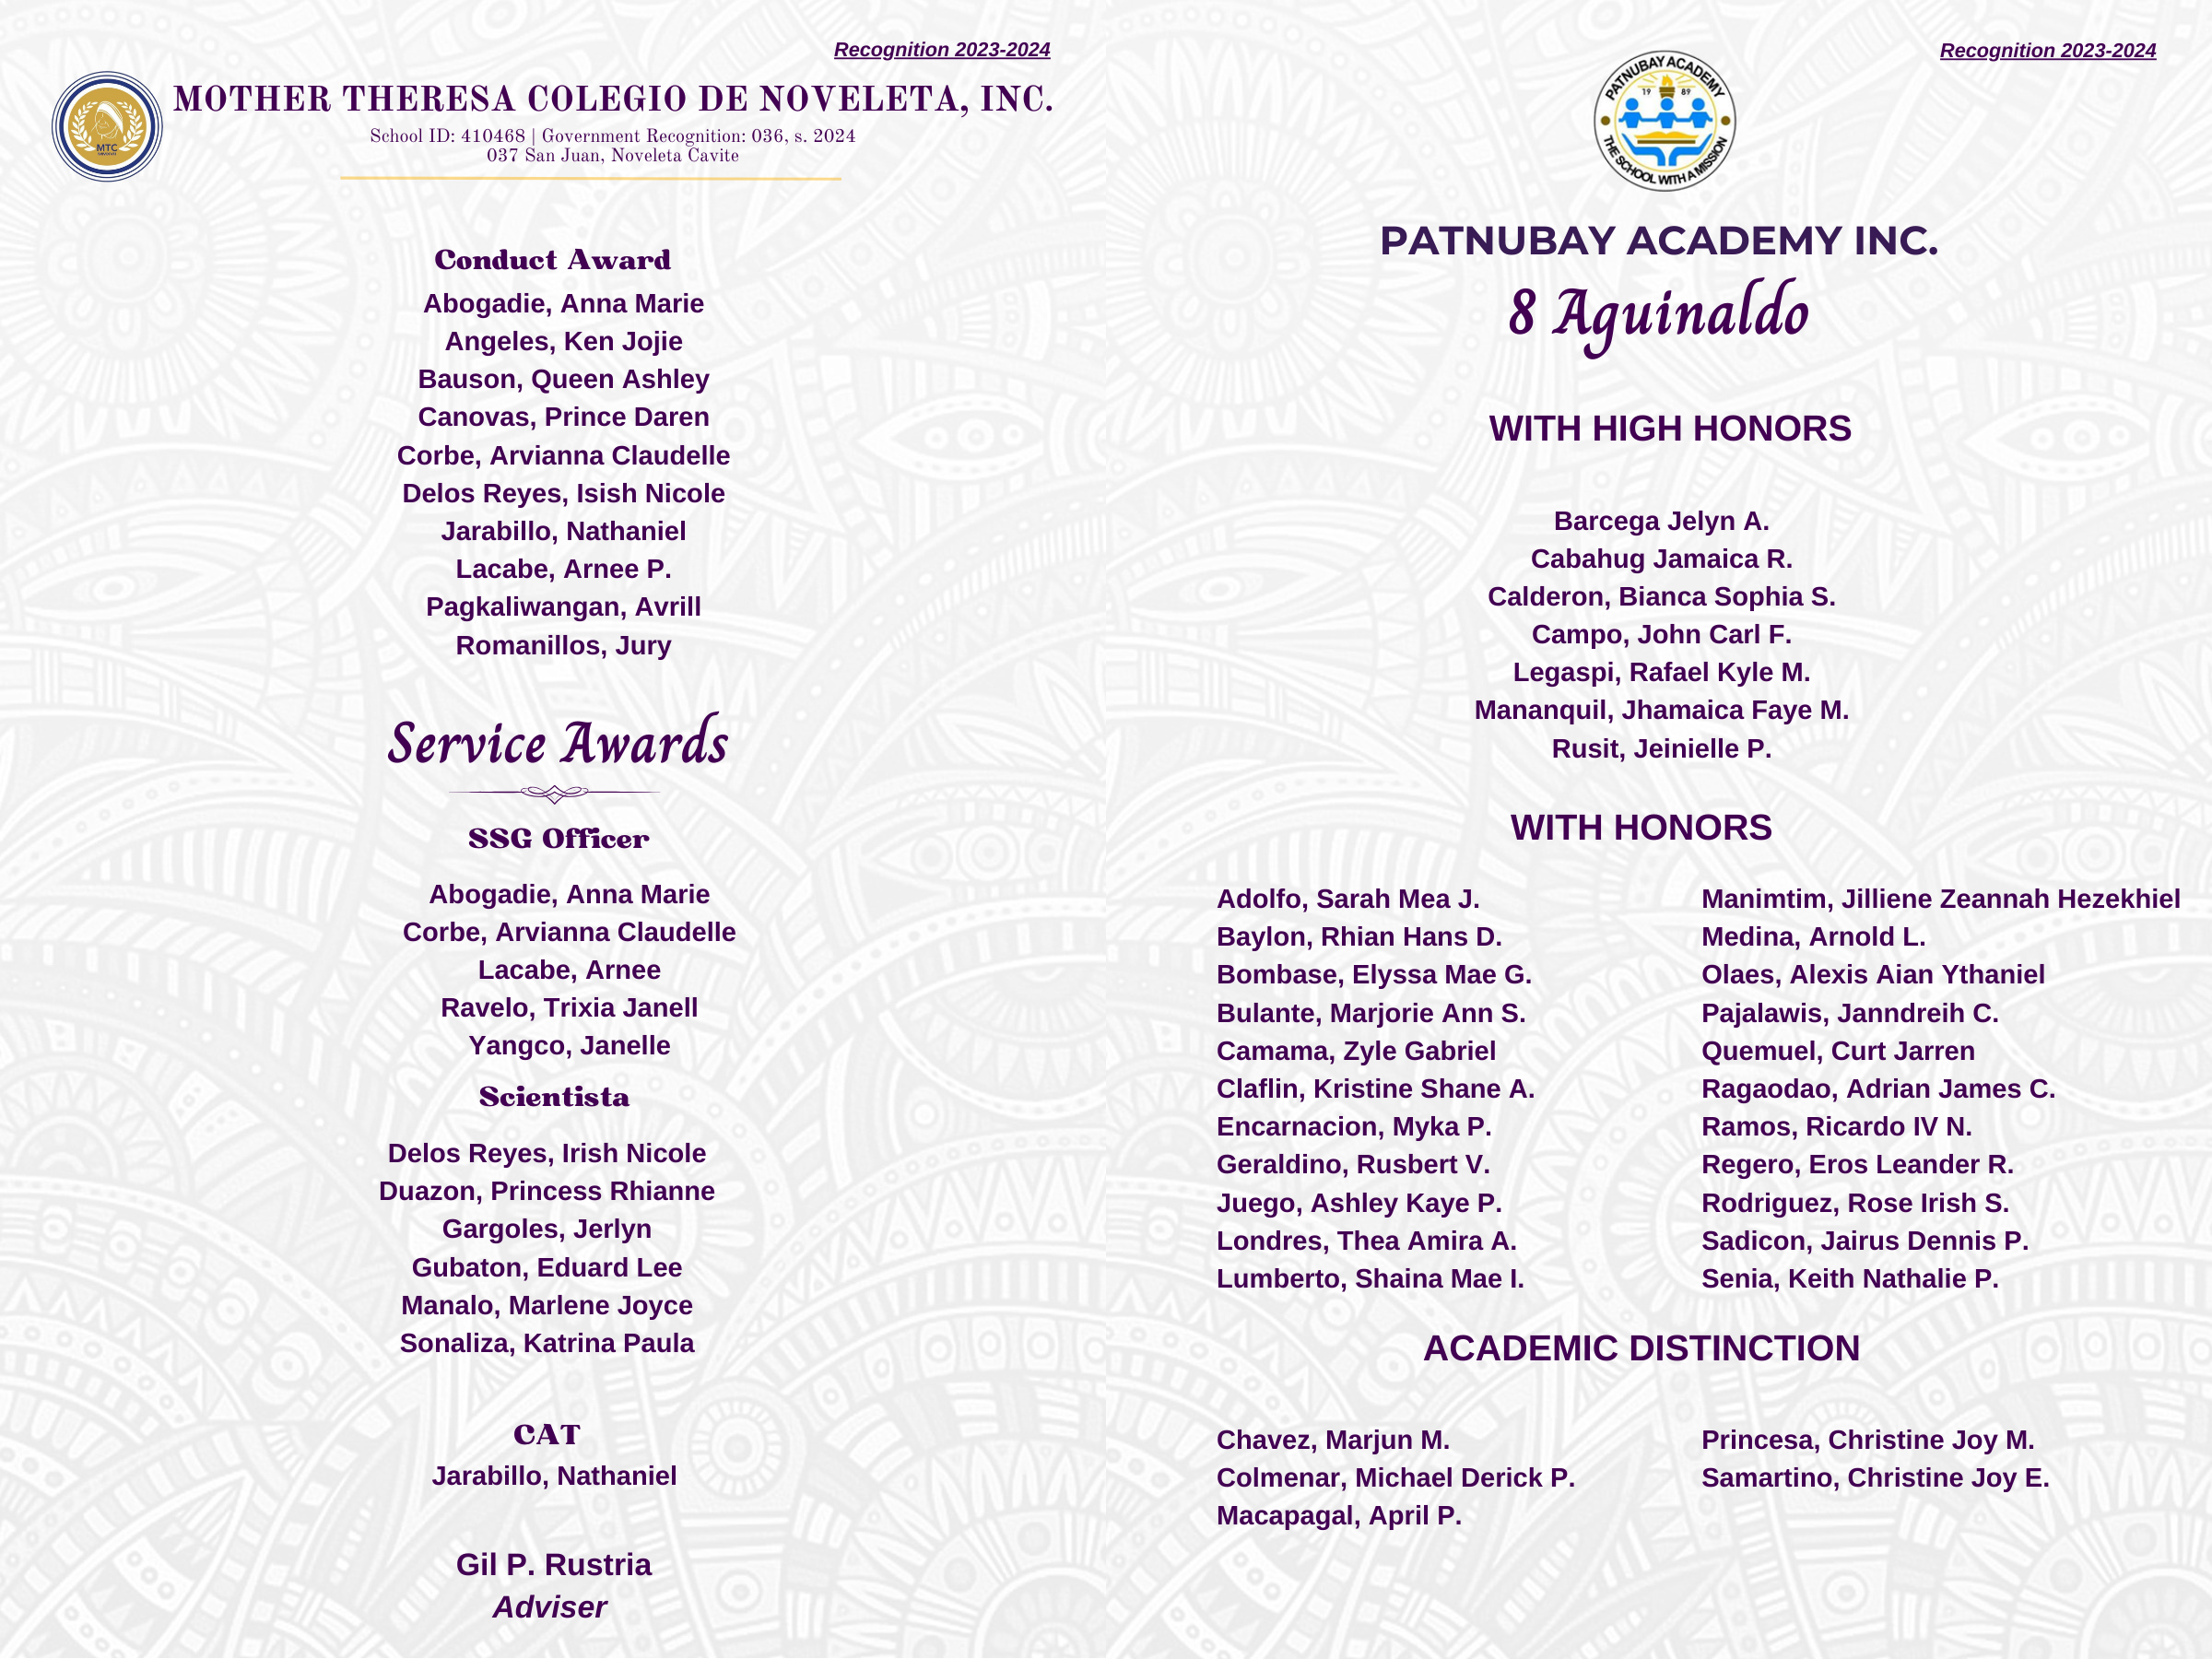 Recognition 2023-2024
MOTHER THERESA COLEGIO DE NOVELETA, INC.
School ID: 410468 | Government Recognition: 036, s. 2024
037 San Juan, Noveleta Cavite
MTC
Conduct Award
Abogadie, Anna Marie
Angeles, Ken Jojie
Bauson, Queen Ashley
Canovas, Prince Daren
Corbe, Arvianna Claudelle
Delos Reyes, Isish Nicole
Jarabillo, Nathaniel
Lacabe, Arnee P.
Pagkaliwangan, Avrill
Romanillos, Jury
Service Awards
SSG Officer
Abogadie, Anna Marie
Corbe, Arvianna Claudelle
Lacabe, Arnee
Ravelo, Trixia Janell
Yangco, Janelle
Scientista
Delos Reyes, Irish Nicole
Duazon, Princess Rhianne
Gargoles, Jerlyn
Gubaton, Eduard Lee
Manalo, Marlene Joyce
Sonaliza, Katrina Paula
CAT
Jarabillo, Nathaniel
Gil P. Rustria
Adviser
Recognition 2023-2024
PATNUBAY ACADEMY
19 89
THE SCHOOL WITH A MISSION
PATNUBAY ACADEMY INC.
8 Aguinaldo
WITH HIGH HONORS
Barcega Jelyn A.
Cabahug Jamaica R.
Calderon, Bianca Sophia S.
Campo, John Carl F.
Legaspi, Rafael Kyle M.
Mananquil, Jhamaica Faye M.
Rusit, Jeinielle P.
WITH HONORS
Adolfo, Sarah Mea J.
Baylon, Rhian Hans D.
Bombase, Elyssa Mae G.
Bulante, Marjorie Ann S.
Camama, Zyle Gabriel
Claflin, Kristine Shane A.
Encarnacion, Myka P.
Geraldino, Rusbert V.
Juego, Ashley Kaye P.
Londres, Thea Amira A.
Lumberto, Shaina Mae I.
Manimtim, Jilliene Zeannah Hezekhiel
Medina, Arnold L.
Olaes, Alexis Aian Ythaniel
Pajalawis, Janndreih C.
Quemuel, Curt Jarren
Ragaodao, Adrian James C.
Ramos, Ricardo IV N.
Regero, Eros Leander R.
Rodriguez, Rose Irish S.
Sadicon, Jairus Dennis P.
Senia, Keith Nathalie P.
ACADEMIC DISTINCTION
Chavez, Marjun M.
Colmenar, Michael Derick P.
Macapagal, April P.
Princesa, Christine Joy M.
Samartino, Christine Joy E.